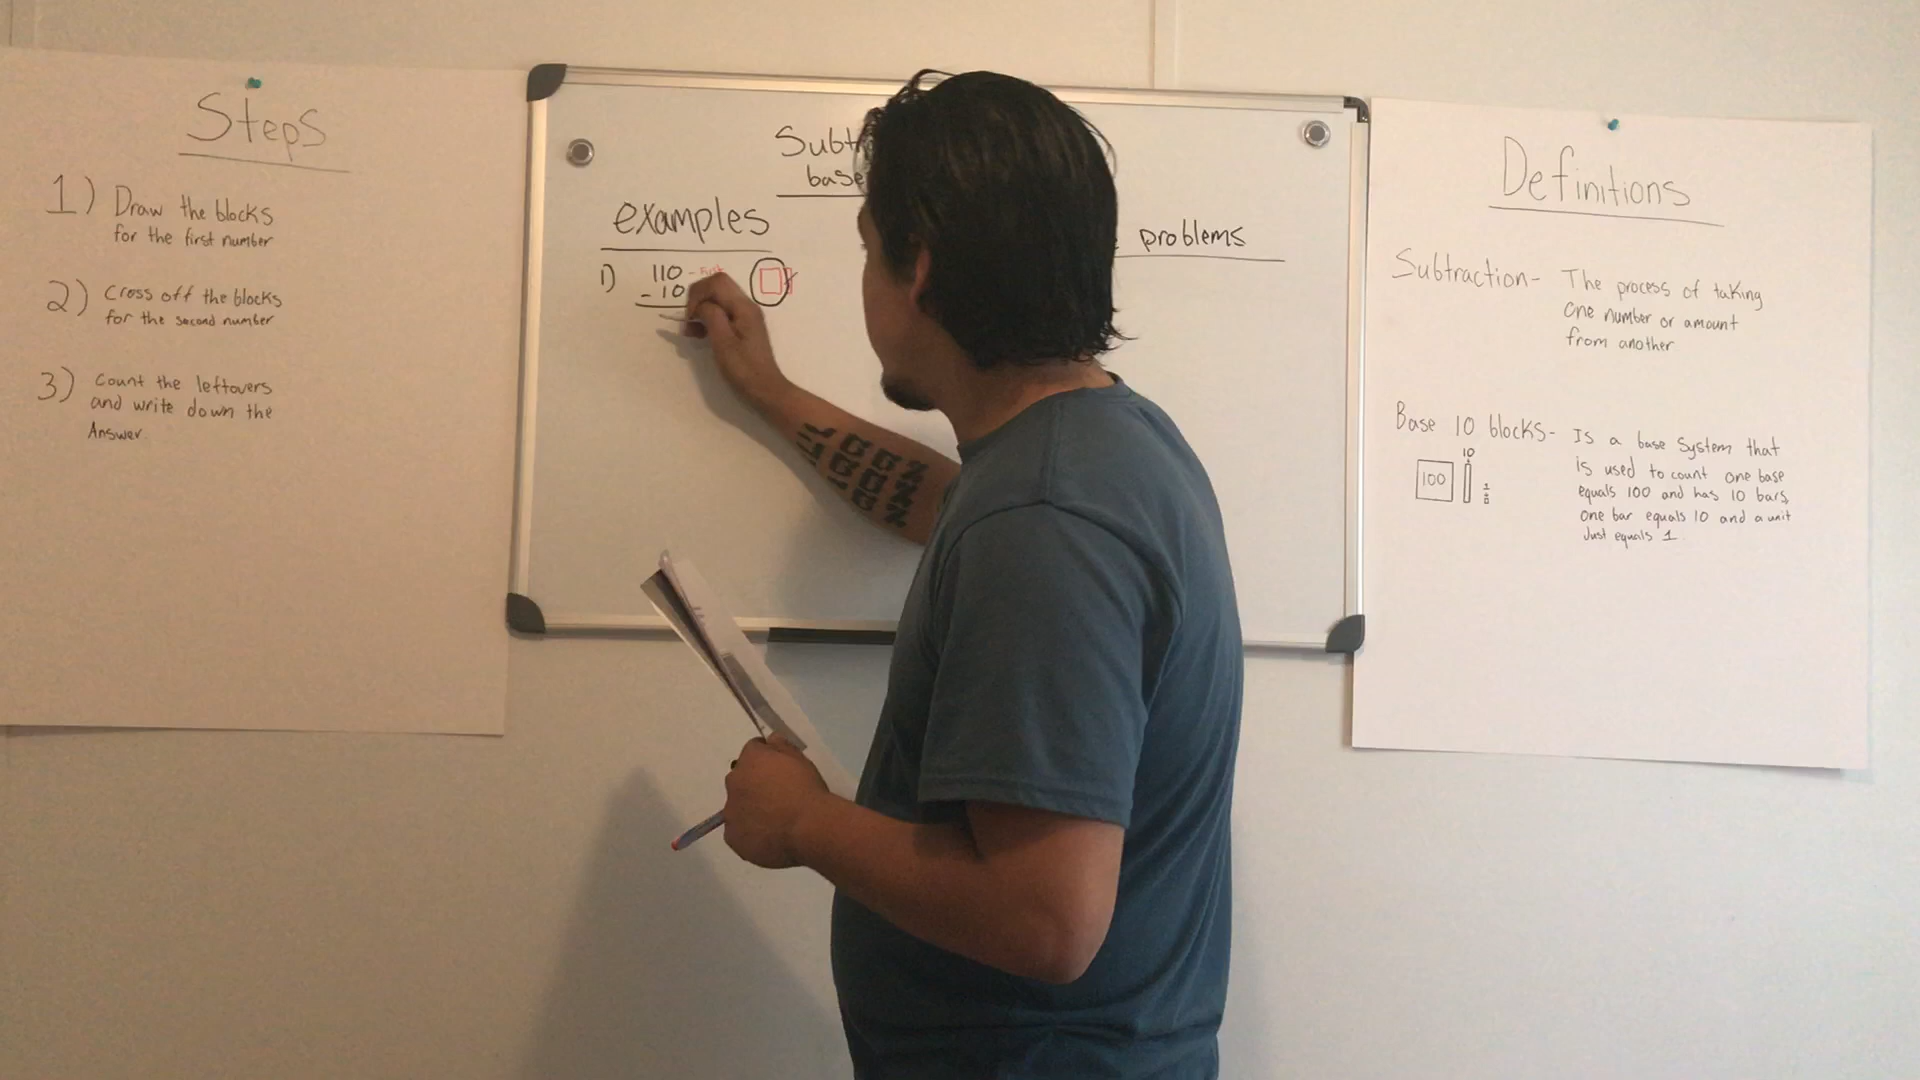 Steps
1) Draw the blocks
for the first number
2) Cross off the blocks
for the second number
3) Count the leftovers
and write down the
Answer.
base
examples
problems
1) 110 -
- 10
Definitions
Subtraction- The process of taking
one number or amount
from another
Base 10 blocks- Is a base system that
is used to count one base
equals 100 and has 10 bars,
one bar equals 10 and a unit
Just equals 1.
100
10
1